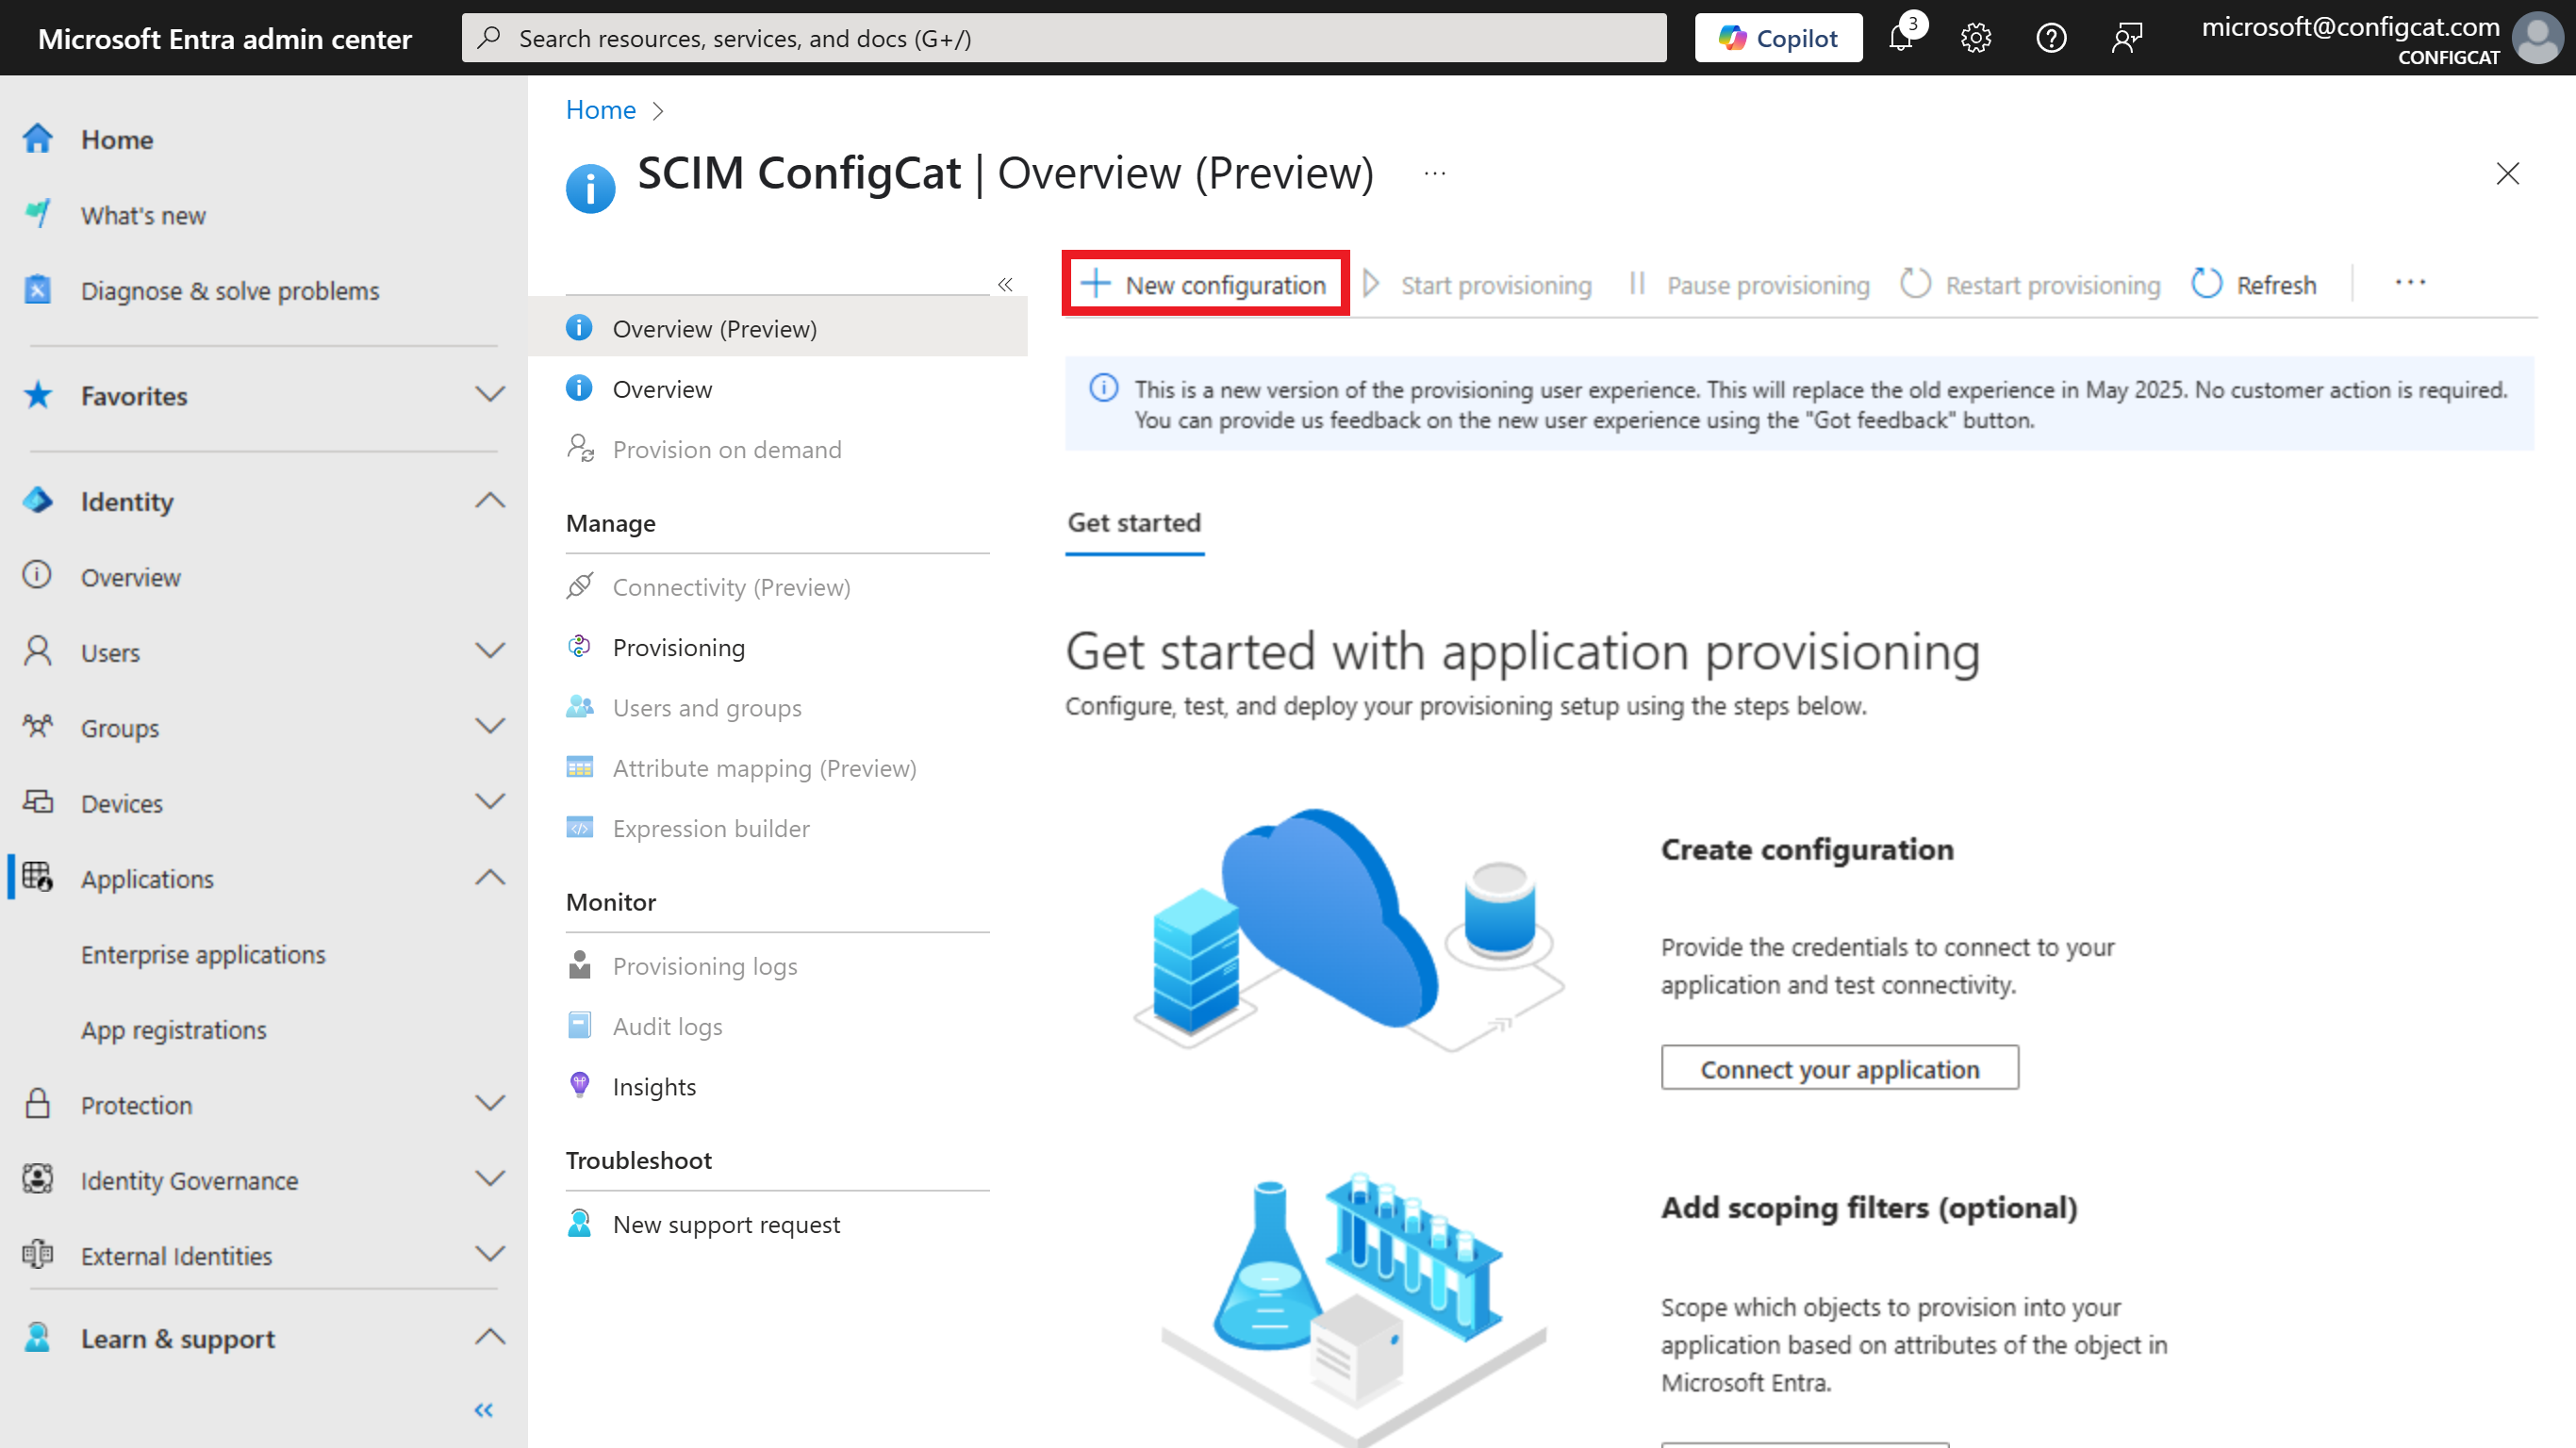 Microsoft Entra admin center
Search resources, services, and docs (G+/)
Copilot
3
microsoft@configcat.com
CONFIGCAT
Home
What's new
Diagnose & solve problems
Favorites
Identity
Overview
Users
Groups
Devices
Applications
Enterprise applications
App registrations
Protection
Identity Governance
External Identities
Learn & support
Home
SCIM ConfigCat | Overview (Preview)
Overview (Preview)
Overview
Provision on demand
Manage
Connectivity (Preview)
Provisioning
Users and groups
Attribute mapping (Preview)
Expression builder
Monitor
Provisioning logs
Audit logs
Insights
Troubleshoot
New support request
New configuration
Start provisioning
Pause provisioning
Restart provisioning
Refresh
This is a new version of the provisioning user experience. This will replace the old experience in May 2025. No customer action is required.
You can provide us feedback on the new user experience using the "Got feedback" button.
Get started
Get started with application provisioning
Configure, test, and deploy your provisioning setup using the steps below.
Create configuration
Provide the credentials to connect to your
application and test connectivity.
Connect your application
Add scoping filters (optional)
Scope which objects to provision into your
application based on attributes of the object in
Microsoft Entra.